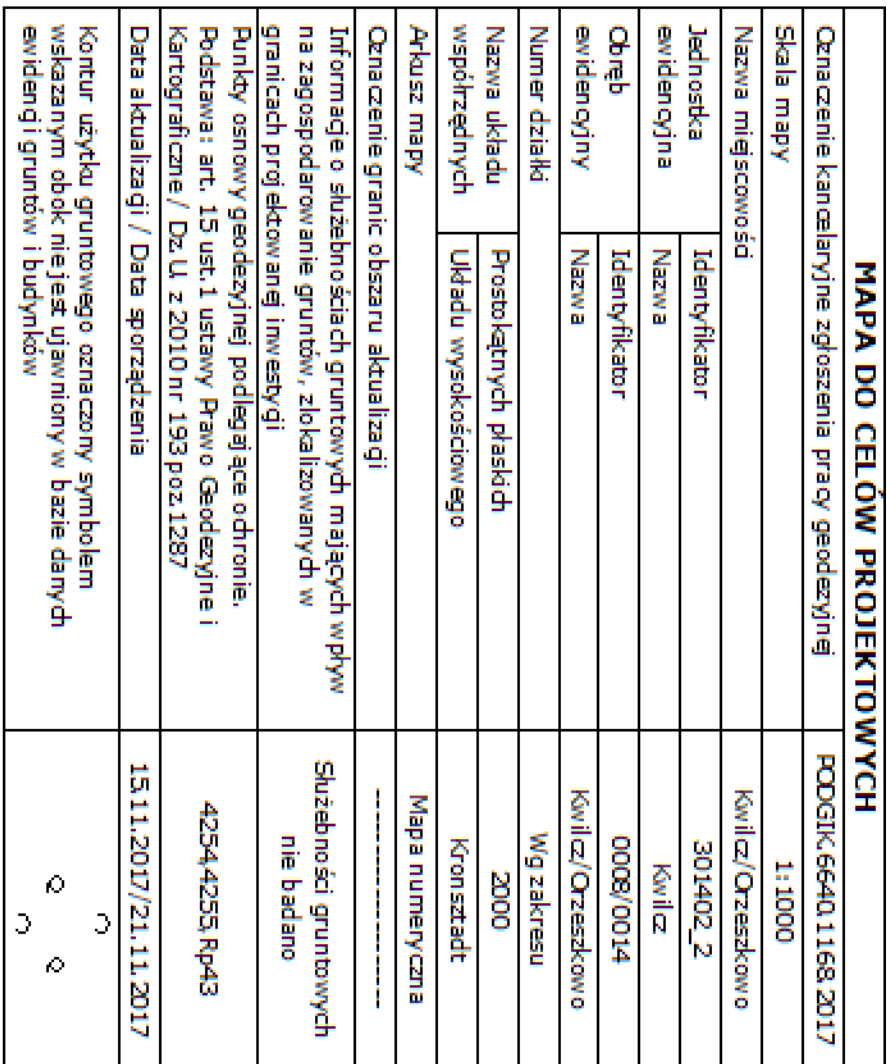 MAPA DO CELÓW PROJEKTOWYCH
Oznaczenie kancelaryjne zgłoszenia pracy geodezyjnej
PODGIK.6640.1168.2017
Skala mapy
1:1000
Nazwa miejscowości
Kwilcz/Orzeszkowo
Jednostka
ewidencyjna
Identyfikator
301402_2
Nazwa
Kwilcz
Obręb
ewidencyjny
Identyfikator
0008/0014
Nazwa
Kwilcz/Orzeszkowo
Numer działki
Wg zakresu
Nazwa układu
współrzędnych
Prostokątnych płaskich
2000
Układu wysokościowego
Kronsztadt
Arkusz mapy
Mapa numeryczna
Oznaczenie granic obszaru aktualizacji
--------------------
Informacje o służebnościach gruntowych mających wpływ
na zagospodarowanie gruntów, zlokalizowanych w
granicach projektowanej inwestycji
Służebności gruntowych
nie badano
Punkty osnowy geodezyjnej podlegające ochronie.
Podstawa: art. 15 ust.1 ustawy Prawo Geodezyjne i
Kartograficzne / Dz.U. z 2010 nr 193 poz.1287
4254,4255,Rp43
Data aktualizacji / Data sporządzenia
15.11.2017/21.11.2017
Kontur użytku gruntowego oznaczony symbolem
wskazanym obok nie jest ujawniony w bazie danych
ewidencji gruntów i budynków